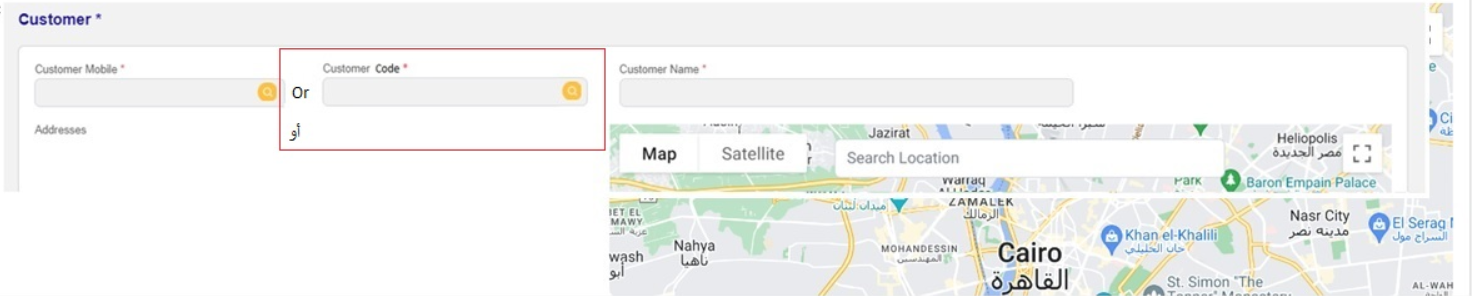 Customer *
Customer Mobile *
Customer Code *
Customer Name *
Or
أو
Addresses
Map
Satellite
Search Location
Jazirat
Heliopolis
مصر الجديدة
Warraq
Park
Baron Empain Palace
ميدان لبنان
ZAMALEK
الزمالك
Nasr City
مدينة نصر
El Serag
السراج مول
Khan el-Khalili
خان الخليلي
Nahya
ناهيا
MOHANDESSIN
المهندسين
Cairo
القاهرة
St. Simon "The
AL-WAH